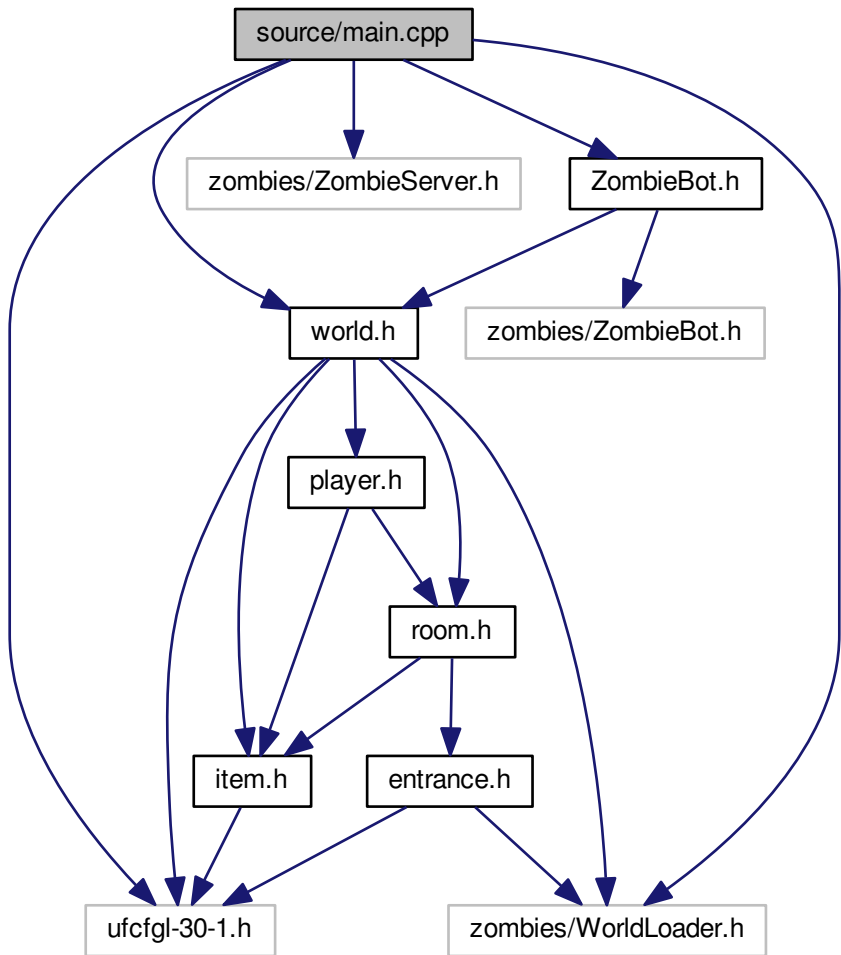 source/main.cpp
zombies/ZombieServer.h
ZombieBot.h
world.h
zombies/ZombieBot.h
player.h
room.h
item.h
entrance.h
ufcfgl-30-1.h
zombies/WorldLoader.h